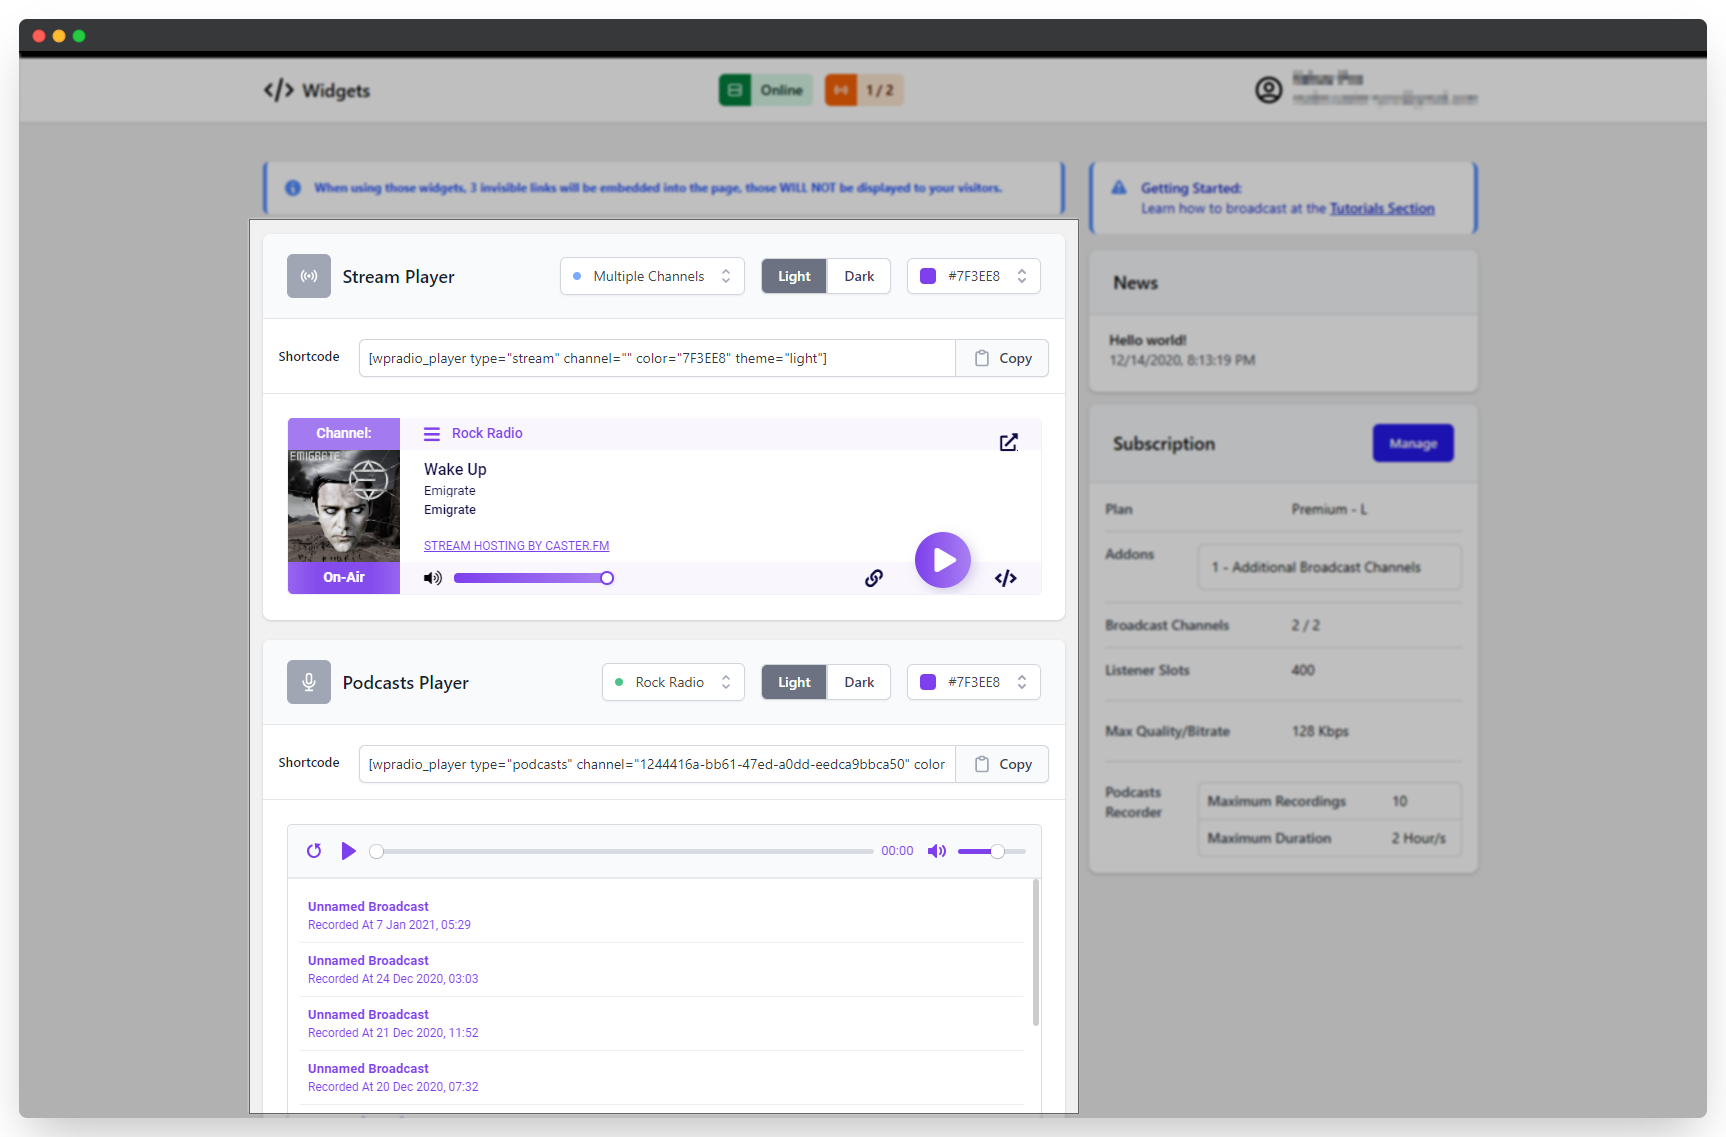 Widgets
Online
1 / 2
When using those widgets, 3 invisible links will be embedded into the page, those WILL NOT be displayed to your visitors.
Getting Started:
Learn how to broadcast at the Tutorials Section
Stream Player
Multiple Channels
Light
Dark
#7F3EE8
Shortcode
[wpradio_player type="stream" channel="" color="7F3EE8" theme="light"]
Copy
Channel:
Rock Radio
EMIGRATE
Wake Up
Emigrate
Emigrate
STREAM HOSTING BY CASTER.FM
On-Air
Podcasts Player
Rock Radio
Light
Dark
#7F3EE8
Shortcode
[wpradio_player type="podcasts" channel="1244416a-bb61-47ed-a0dd-eedca9bbca50" color
Copy
00:00
Unnamed Broadcast
Recorded At 7 Jan 2021, 05:29
Unnamed Broadcast
Recorded At 24 Dec 2020, 03:03
Unnamed Broadcast
Recorded At 21 Dec 2020, 11:52
Unnamed Broadcast
Recorded At 20 Dec 2020, 07:32
News
Hello world!
12/14/2020, 8:13:19 PM
Subscription
Manage
Plan
Premium - L
Addons
1 - Additional Broadcast Channels
Broadcast Channels
2 / 2
Listener Slots
400
Max Quality/Bitrate
128 Kbps
Podcasts
Recorder
Maximum Recordings
10
Maximum Duration
2 Hour/s